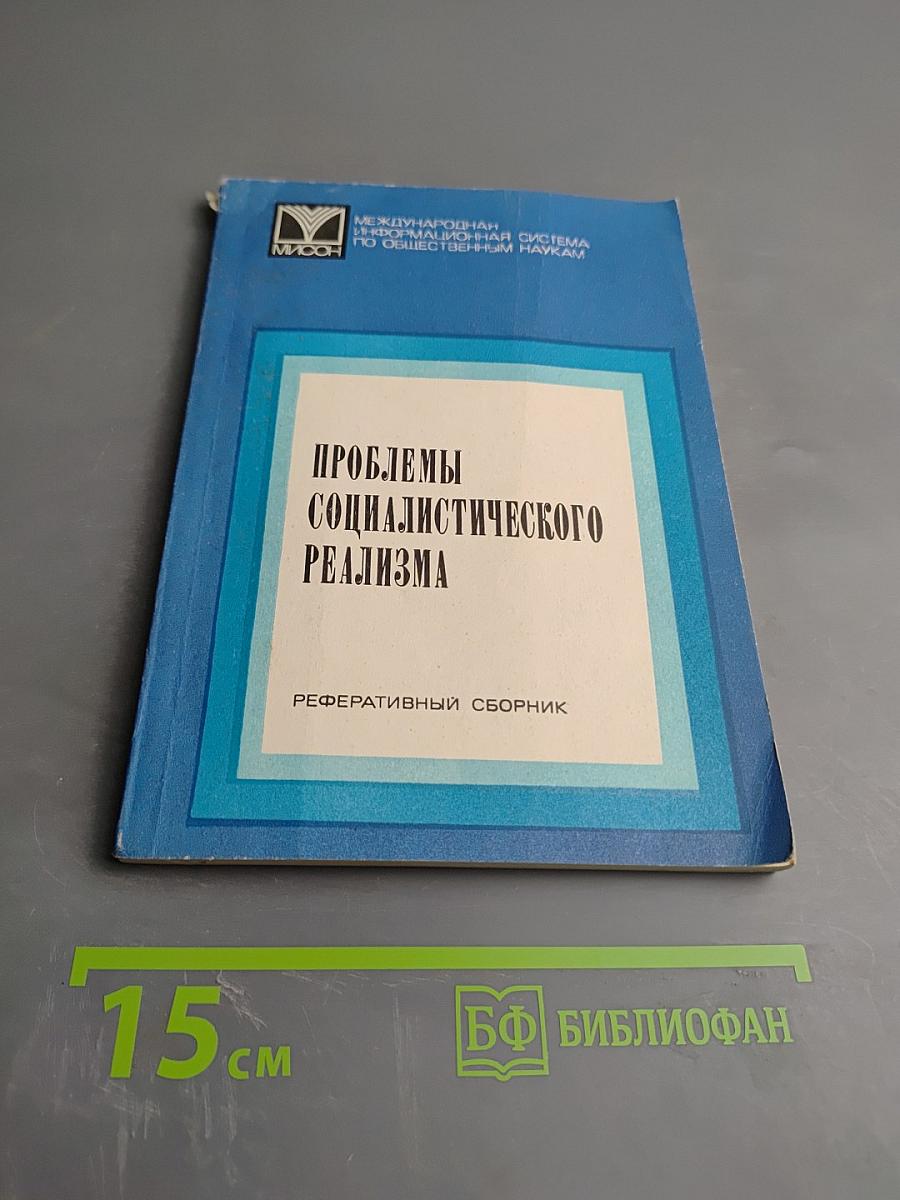 МИСОН
МЕЖДУНАРОДНАЯ
ИНФОРМАЦИОННАЯ СИСТЕМА
ПО ОБЩЕСТВЕННЫМ НАУКАМ
ПРОБЛЕМЫ
СОЦИАЛИСТИЧЕСКОГО
РЕАЛИЗМА
РЕФЕРАТИВНЫЙ СБОРНИК
15 см
БФ БИБЛИОФАН